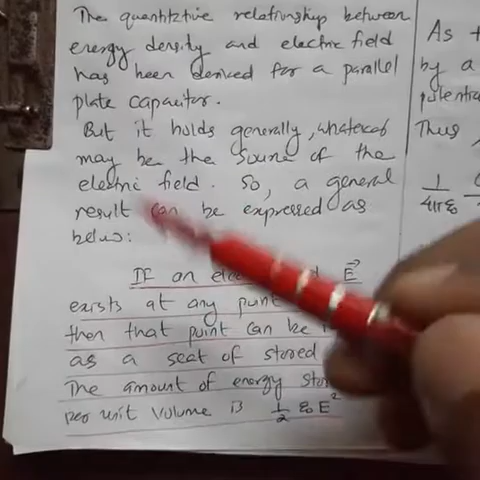 The quantitative relationship between
energy density and electric field
has been derived for a parallel
plate capacitor.
But it holds generally, whatever
may be the source of the
electric field. So, a general
result can be expressed as
below:
If an E⃗
exists at any point
then that point can be
as a seat of stored
The amount of energy
per unit volume is 1/2 ε₀E²
As
by a
potentia
Thus
1/4πε₀